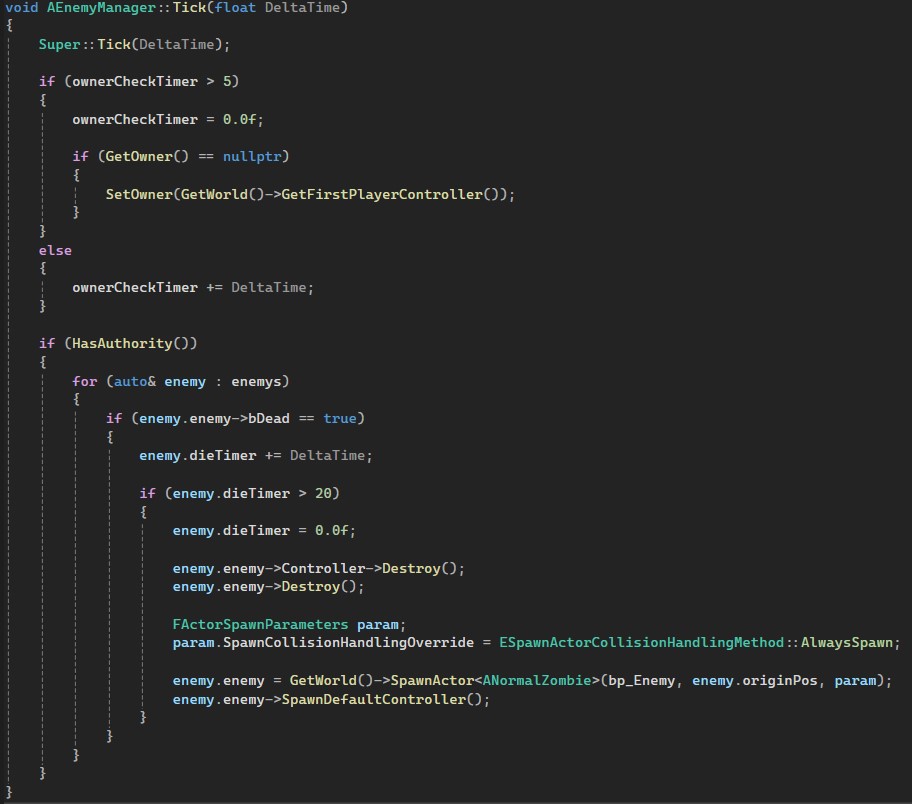 void AEnemyManager::Tick(float DeltaTime)
{
    Super::Tick(DeltaTime);

    if (ownerCheckTimer > 5)
    {
        ownerCheckTimer = 0.0f;

        if (GetOwner() == nullptr)
        {
            SetOwner(GetWorld()->GetFirstPlayerController());
        }
    }
    else
    {
        ownerCheckTimer += DeltaTime;
    }

    if (HasAuthority())
    {
        for (auto& enemy : enemys)
        {
            if (enemy.enemy->bDead == true)
            {
                enemy.dieTimer += DeltaTime;

                if (enemy.dieTimer > 20)
                {
                    enemy.dieTimer = 0.0f;

                    enemy.enemy->Controller->Destroy();
                    enemy.enemy->Destroy();

                    FActorSpawnParameters param;
                    param.SpawnCollisionHandlingOverride = ESpawnActorCollisionHandlingMethod::AlwaysSpawn;

                    enemy.enemy = GetWorld()->SpawnActor<ANormalZombie>(bp_Enemy, enemy.originPos, param);
                    enemy.enemy->SpawnDefaultController();
                }
            }
        }
    }
}